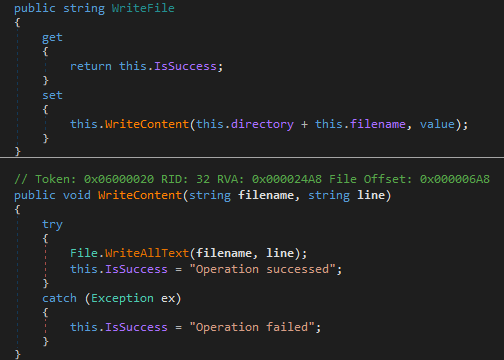 public string WriteFile
{
get
{
return this.IsSuccess;
}
set
{
this.WriteContent(this.directory + this.filename, value);
}
}
// Token: 0x06000020 RID: 32 RVA: 0x000024A8 File Offset: 0x000006A8
public void WriteContent(string filename, string line)
{
try
{
File.WriteAllText(filename, line);
this.IsSuccess = "Operation successed";
}
catch (Exception ex)
{
this.IsSuccess = "Operation failed";
}
}